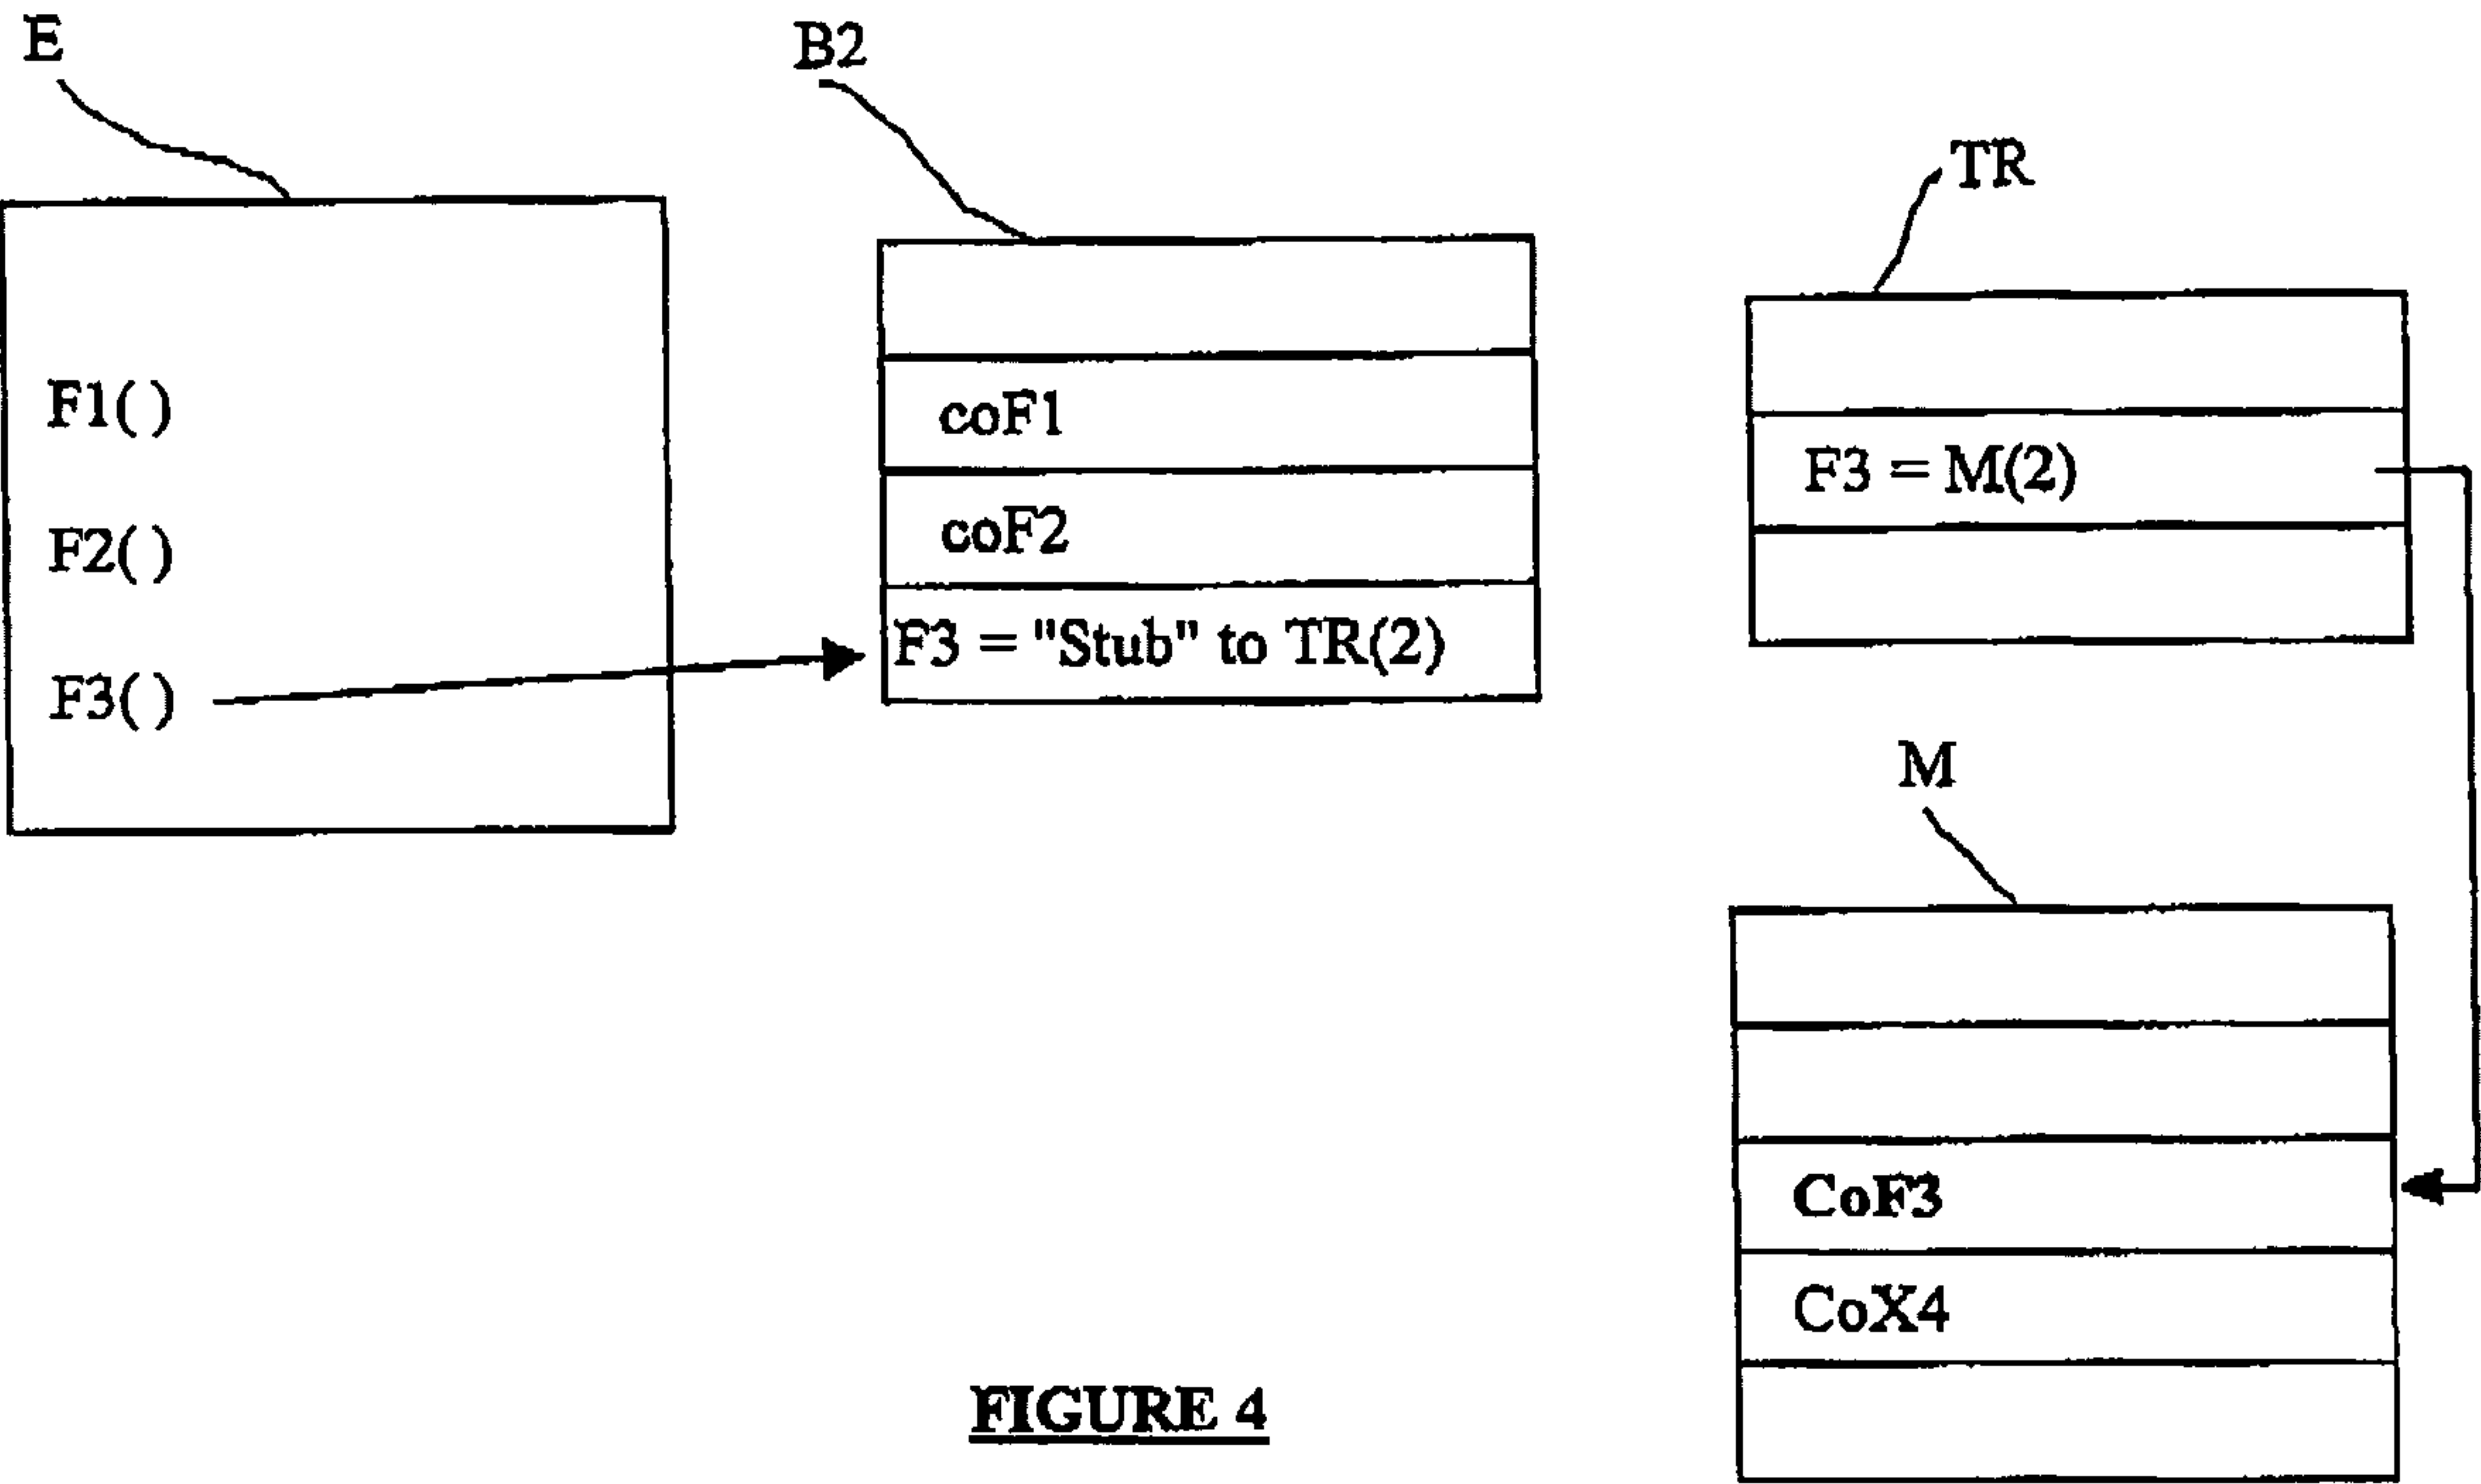 E
B2
TR
F1()
F2()
F3()
coF1
coF2
F3 = "Stub" to TR(2)
F3 = M(2)
M
CoF3
CoX4
FIGURE 4